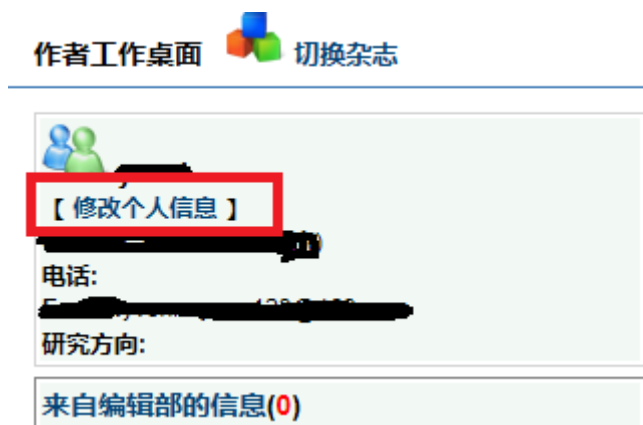 作者工作桌面 切换杂志
【 修改个人信息 】
电话:
研究方向:
来自编辑部的信息(0)